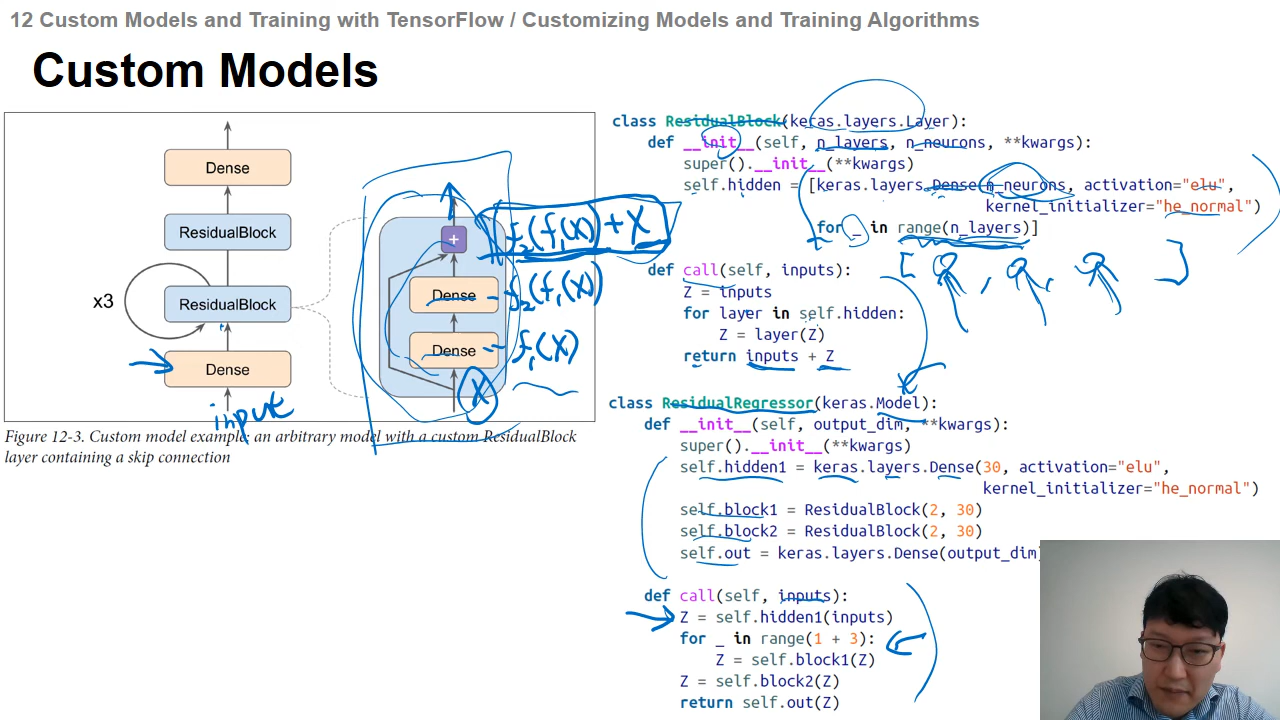 12 Custom Models and Training with TensorFlow / Customizing Models and Training Algorithms
Custom Models
Dense
ResidualBlock
x3
ResidualBlock
Dense
input
f₂(f₁(X)) + X
+
Dense
f₂(f₁(X))
Dense
f₁(X)
X
Figure 12-3. Custom model example: an arbitrary model with a custom ResidualBlock
layer containing a skip connection
class ResidualBlock(keras.layers.Layer):
def __init__(self, n_layers, n_neurons, **kwargs):
super().__init__(**kwargs)
self.hidden = [keras.layers.Dense(n_neurons, activation="elu",
kernel_initializer="he_normal")
for _ in range(n_layers)]
def call(self, inputs):
Z = inputs
for layer in self.hidden:
Z = layer(Z)
return inputs + Z
class ResidualRegressor(keras.Model):
def __init__(self, output_dim, **kwargs):
super().__init__(**kwargs)
self.hidden1 = keras.layers.Dense(30, activation="elu",
kernel_initializer="he_normal")
self.block1 = ResidualBlock(2, 30)
self.block2 = ResidualBlock(2, 30)
self.out = keras.layers.Dense(output_dim)
def call(self, inputs):
Z = self.hidden1(inputs)
for _ in range(1 + 3):
Z = self.block1(Z)
Z = self.block2(Z)
return self.out(Z)